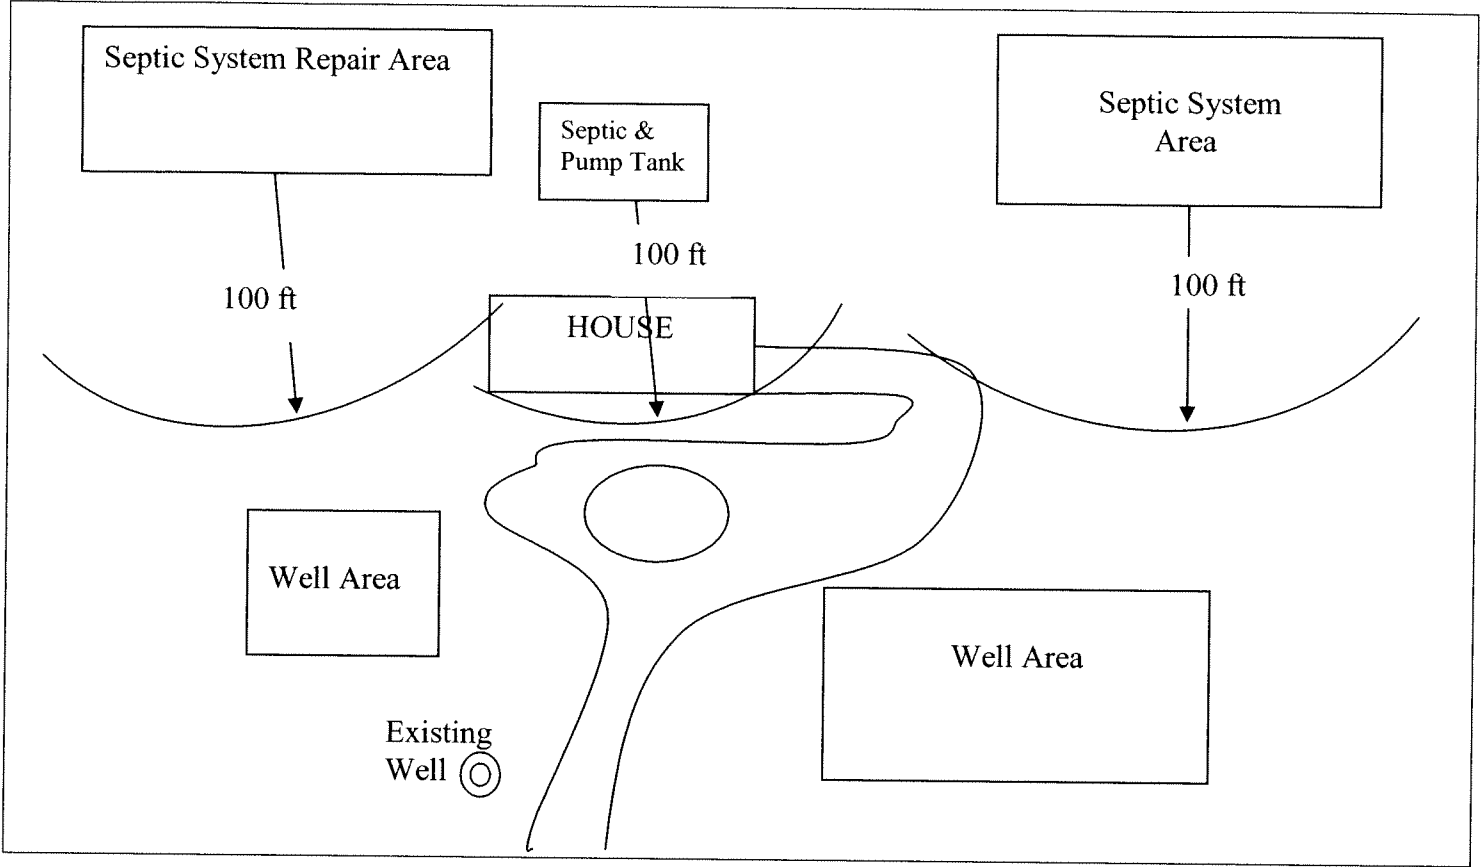 Septic System Repair Area
Septic &
Pump Tank
Septic System
Area
100 ft
100 ft
100 ft
HOUSE
Well Area
Well Area
Existing
Well